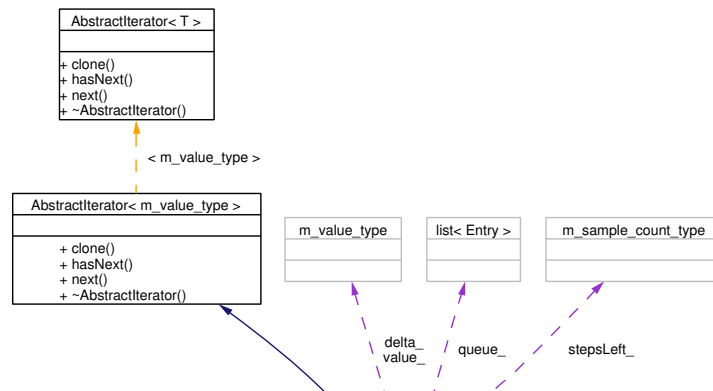 AbstractIterator< T >
+ clone()
+ hasNext()
+ next()
+ ~AbstractIterator()
< m_value_type >
AbstractIterator< m_value_type >
+ clone()
+ hasNext()
+ next()
+ ~AbstractIterator()
m_value_type
list< Entry >
m_sample_count_type
delta_
value_
queue_
stepsLeft_